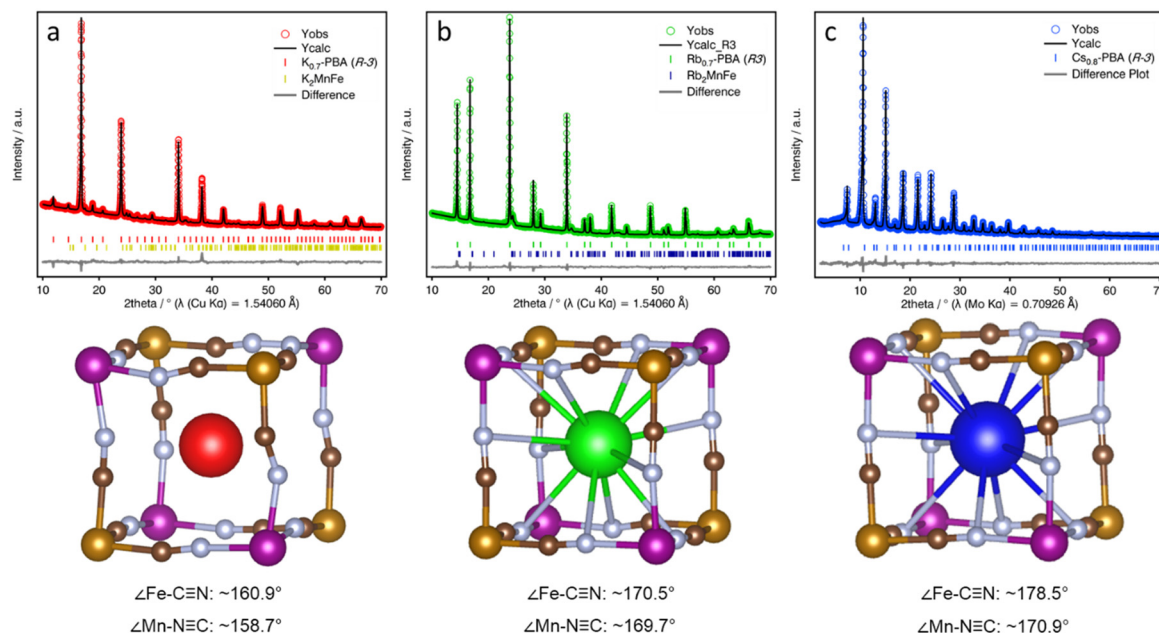 a
Yobs
Ycalc
K0.7-PBA (R-3)
K2MnFe
Difference
Intensity / a.u.
10 20 30 40 50 60 70
2theta / ° (λ (Cu Kα) = 1.54060 Å)
b
Yobs
Ycalc_R3
Rb0.7-PBA (R3)
Rb2MnFe
Difference
Intensity / a.u.
10 20 30 40 50 60 70
2theta / ° (λ (Cu Kα) = 1.54060 Å)
c
Yobs
Ycalc
Cs0.8-PBA (R-3)
Difference Plot
Intensity / a.u.
10 20 30 40 50 60 70
2theta / ° (λ (Mo Kα) = 0.70926 Å)
∠Fe-C≡N: ~160.9°
∠Mn-N≡C: ~158.7°
∠Fe-C≡N: ~170.5°
∠Mn-N≡C: ~169.7°
∠Fe-C≡N: ~178.5°
∠Mn-N≡C: ~170.9°